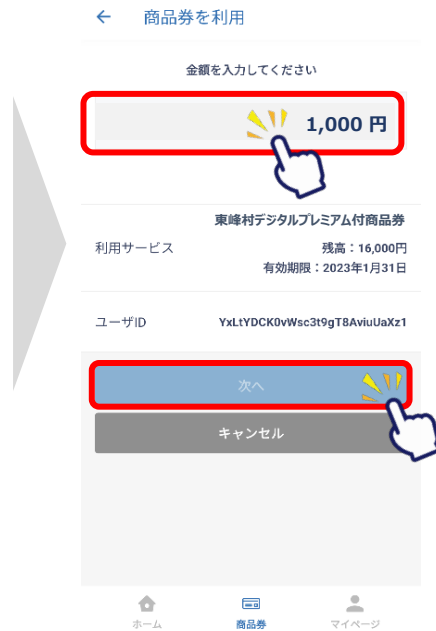 商品券を利用
金額を入力してください
1,000 円
東峰村デジタルプレミアム付商品券
利用サービス
残高：16,000円
有効期限：2023年1月31日
ユーザID
YxLtYDCK0vWsc3t9gT8AviuUaXz1
次へ
キャンセル
ホーム
商品券
マイページ